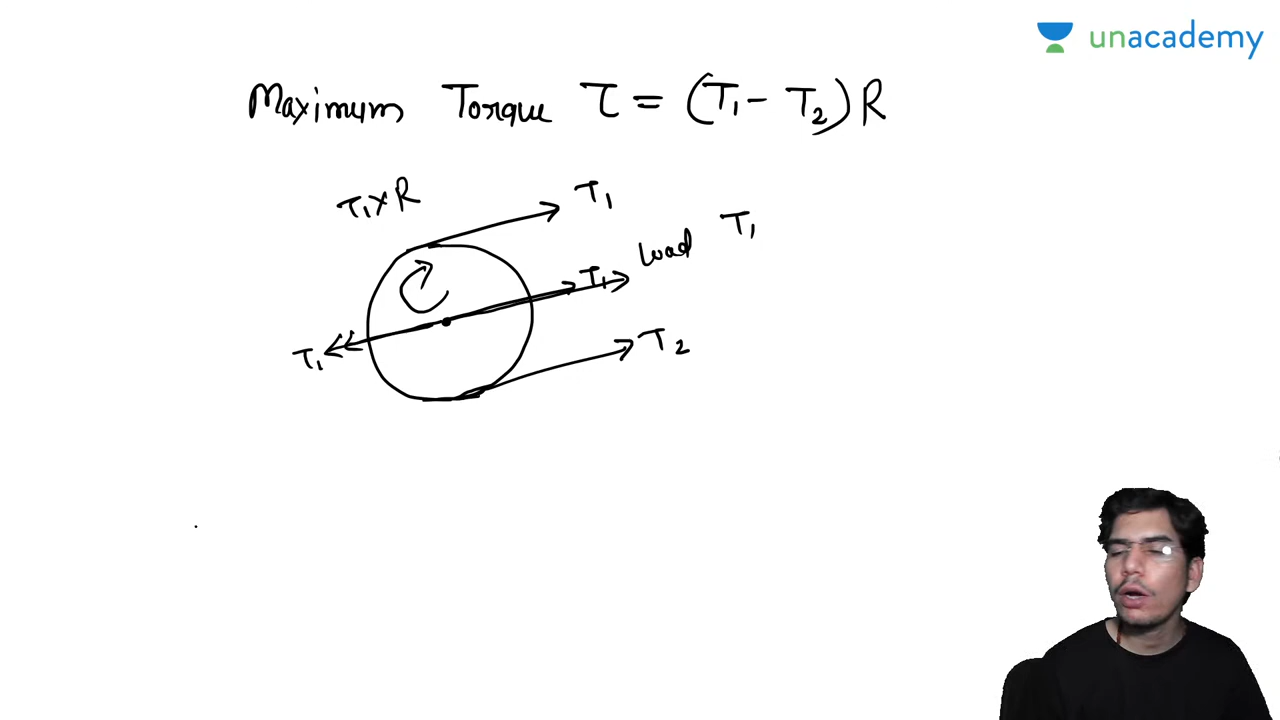 unacademy
Maximum Torque τ = (T₁ - T₂) R
T₁ × R
T₁
T₁
load
T₁
T₁
T₂